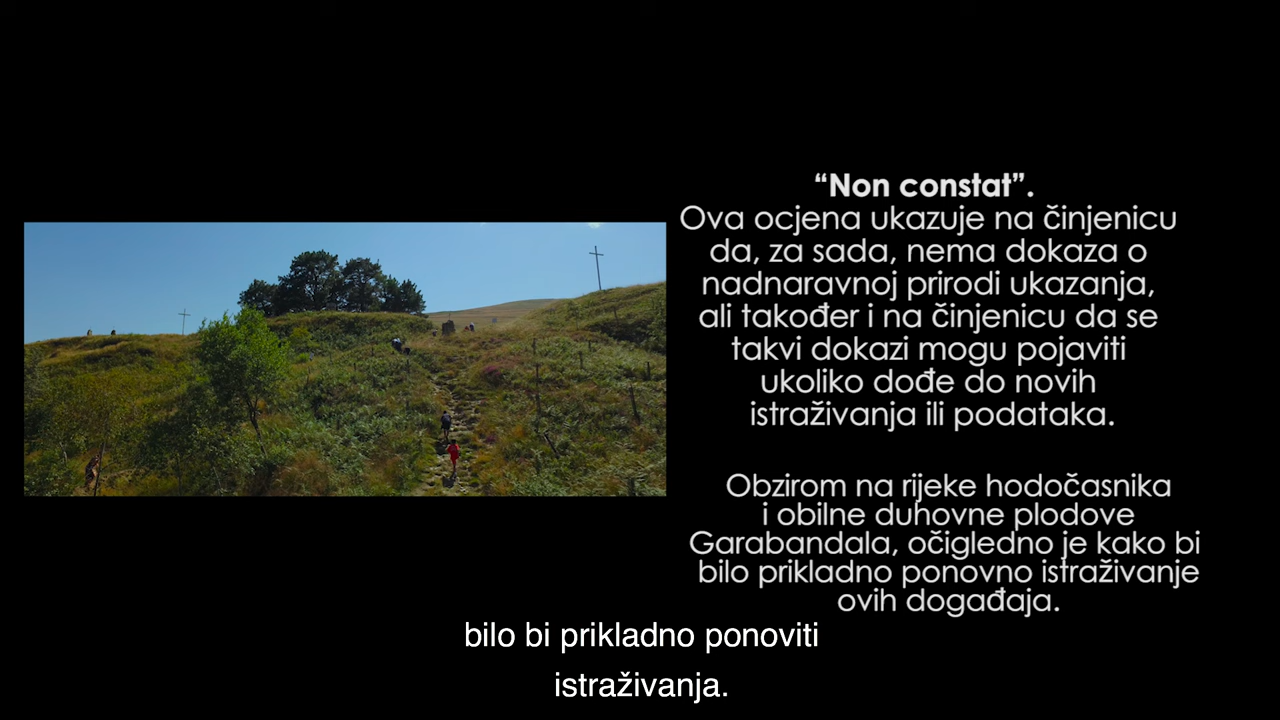 “Non constat”.
Ova ocjena ukazuje na činjenicu
da, za sada, nema dokaza o
nadnaravnoj prirodi ukazanja,
ali također i na činjenicu da se
takvi dokazi mogu pojaviti
ukoliko dođe do novih
istraživanja ili podataka.
Obzirom na rijeke hodočasnika
i obilne duhovne plodove
Garabandala, očigledno je kako bi
bilo prikladno ponovno istraživanje
ovih događaja.
bilo bi prikladno ponoviti
istraživanja.